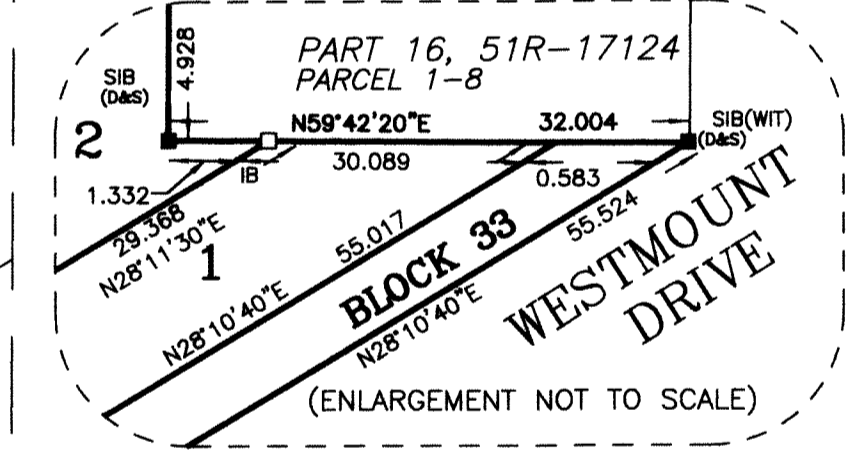 4.928
PART 16, 51R-17124
PARCEL 1-8
SIB
(D&S)
2
N59°42'20"E
32.004
SIB(WIT)
(D&S)
1.332
IB
30.089
0.583
29.368
N28°11'30"E
1
55.017
N28°10'40"E
BLOCK 33
55.524
N28°10'40"E
WESTMOUNT
DRIVE
(ENLARGEMENT NOT TO SCALE)